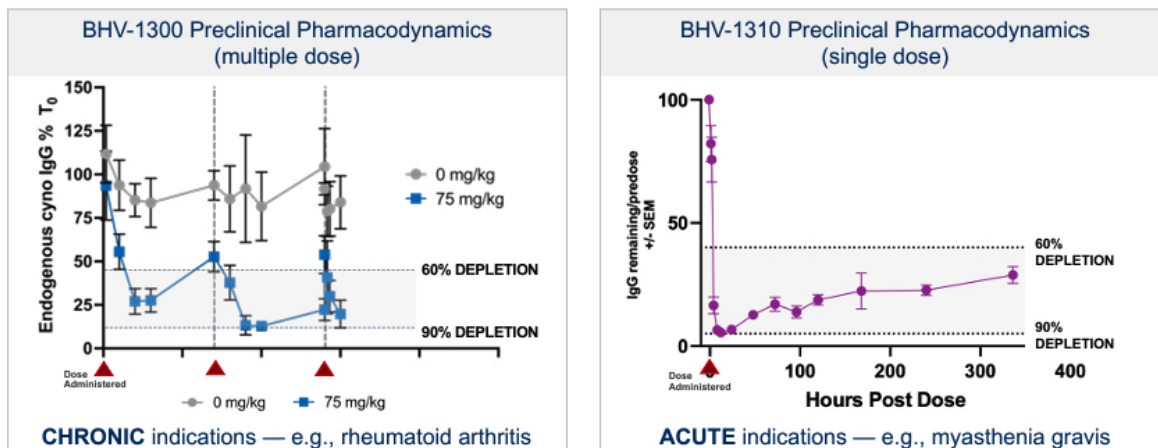 BHV-1300 Preclinical Pharmacodynamics
(multiple dose)
Endogenous cyno IgG % T0
150
125
100
75
50
25
0
0 mg/kg
75 mg/kg
60% DEPLETION
90% DEPLETION
Dose
Administered
0 mg/kg
75 mg/kg
CHRONIC indications — e.g., rheumatoid arthritis
BHV-1310 Preclinical Pharmacodynamics
(single dose)
IgG remaining/predose
+/- SEM
100
50
0
60%
DEPLETION
90%
DEPLETION
Dose
Administered
100
200
300
400
Hours Post Dose
ACUTE indications — e.g., myasthenia gravis